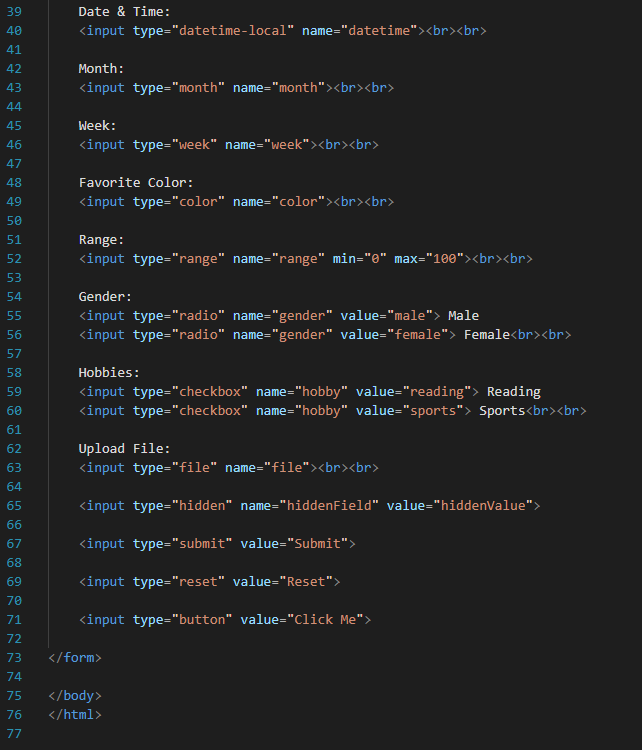 39 Date & Time:
40 <input type="datetime-local" name="datetime"><br><br>
41
42 Month:
43 <input type="month" name="month"><br><br>
44
45 Week:
46 <input type="week" name="week"><br><br>
47
48 Favorite Color:
49 <input type="color" name="color"><br><br>
50
51 Range:
52 <input type="range" name="range" min="0" max="100"><br><br>
53
54 Gender:
55 <input type="radio" name="gender" value="male"> Male
56 <input type="radio" name="gender" value="female"> Female<br><br>
57
58 Hobbies:
59 <input type="checkbox" name="hobby" value="reading"> Reading
60 <input type="checkbox" name="hobby" value="sports"> Sports<br><br>
61
62 Upload File:
63 <input type="file" name="file"><br><br>
64
65 <input type="hidden" name="hiddenField" value="hiddenValue">
66
67 <input type="submit" value="Submit">
68
69 <input type="reset" value="Reset">
70
71 <input type="button" value="Click Me">
72
73 </form>
74
75 </body>
76 </html>
77